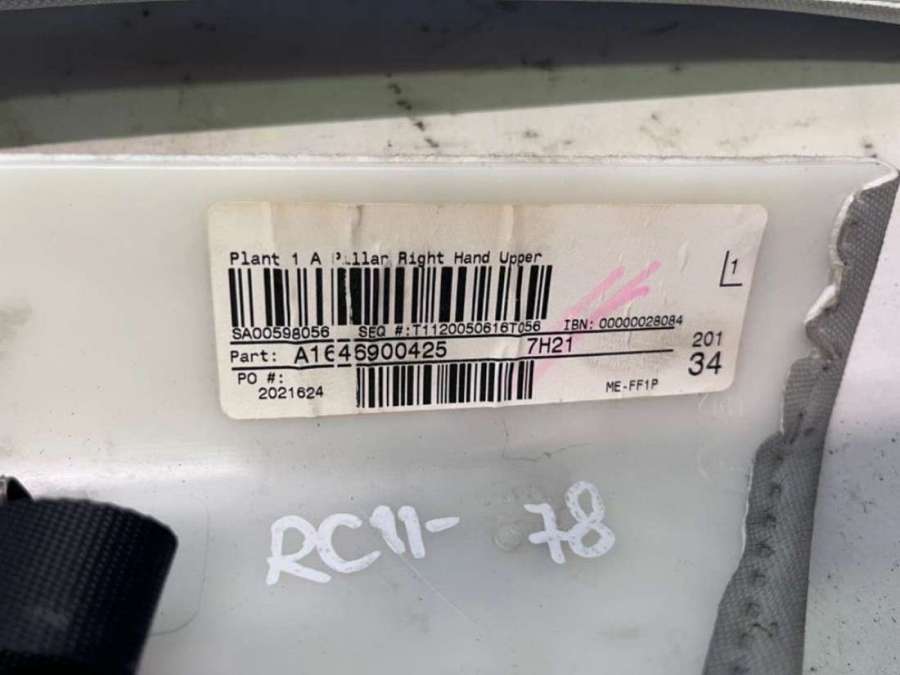 Plant 1 A Pillar Right Hand Upper
1
SA00598056 SEQ #:T1120050616T056 IBN: 00000028084
Part: A1646900425 7H21 201
PO #: 34
2021624 ME-FF1P
RC11- 78